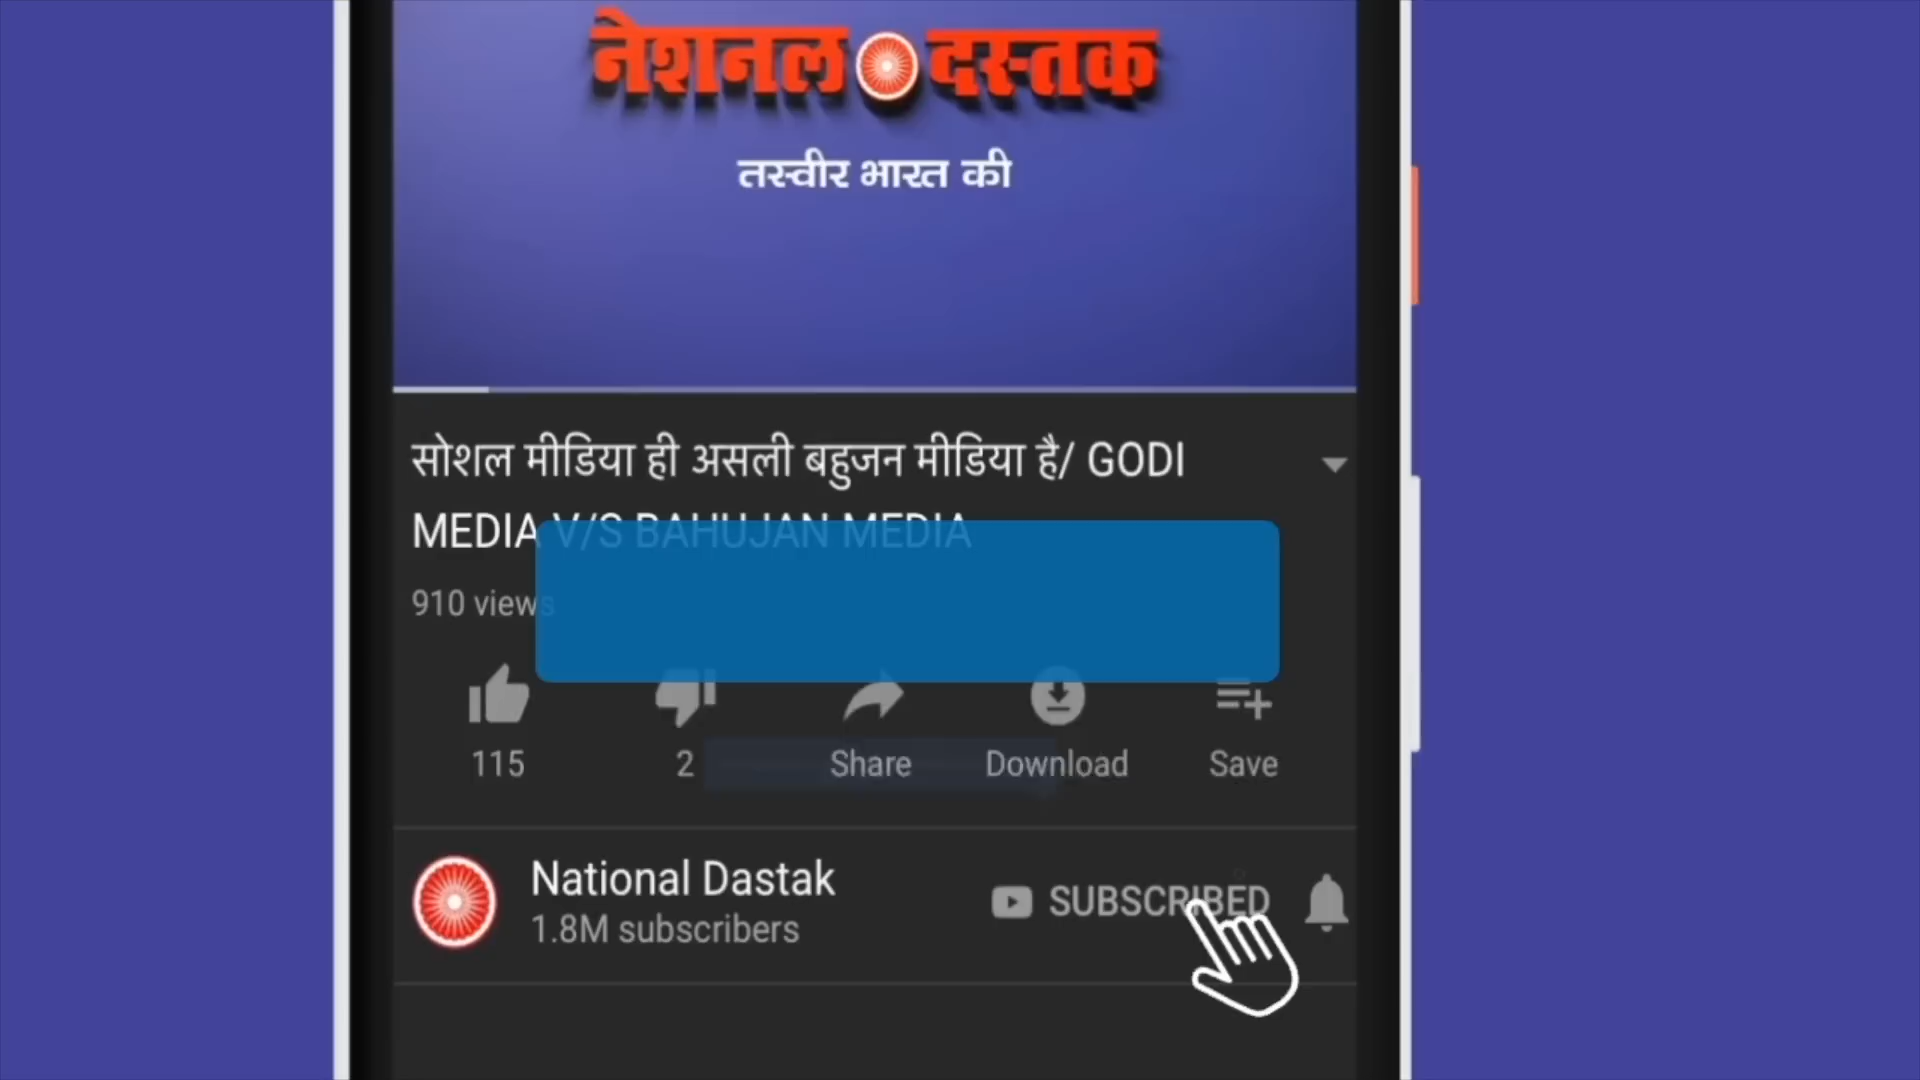 नेशनल दस्तक
तस्वीर भारत की
सोशल मीडिया ही असली बहुजन मीडिया है/ GODI
MEDIA V/S BAHUJAN MEDIA
910 views
115
2
Share
Download
Save
National Dastak
1.8M subscribers
SUBSCRIBED